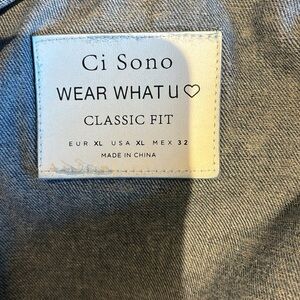 Ci Sono
WEAR WHAT U ♡
CLASSIC FIT
EUR XL USA XL MEX 32
MADE IN CHINA